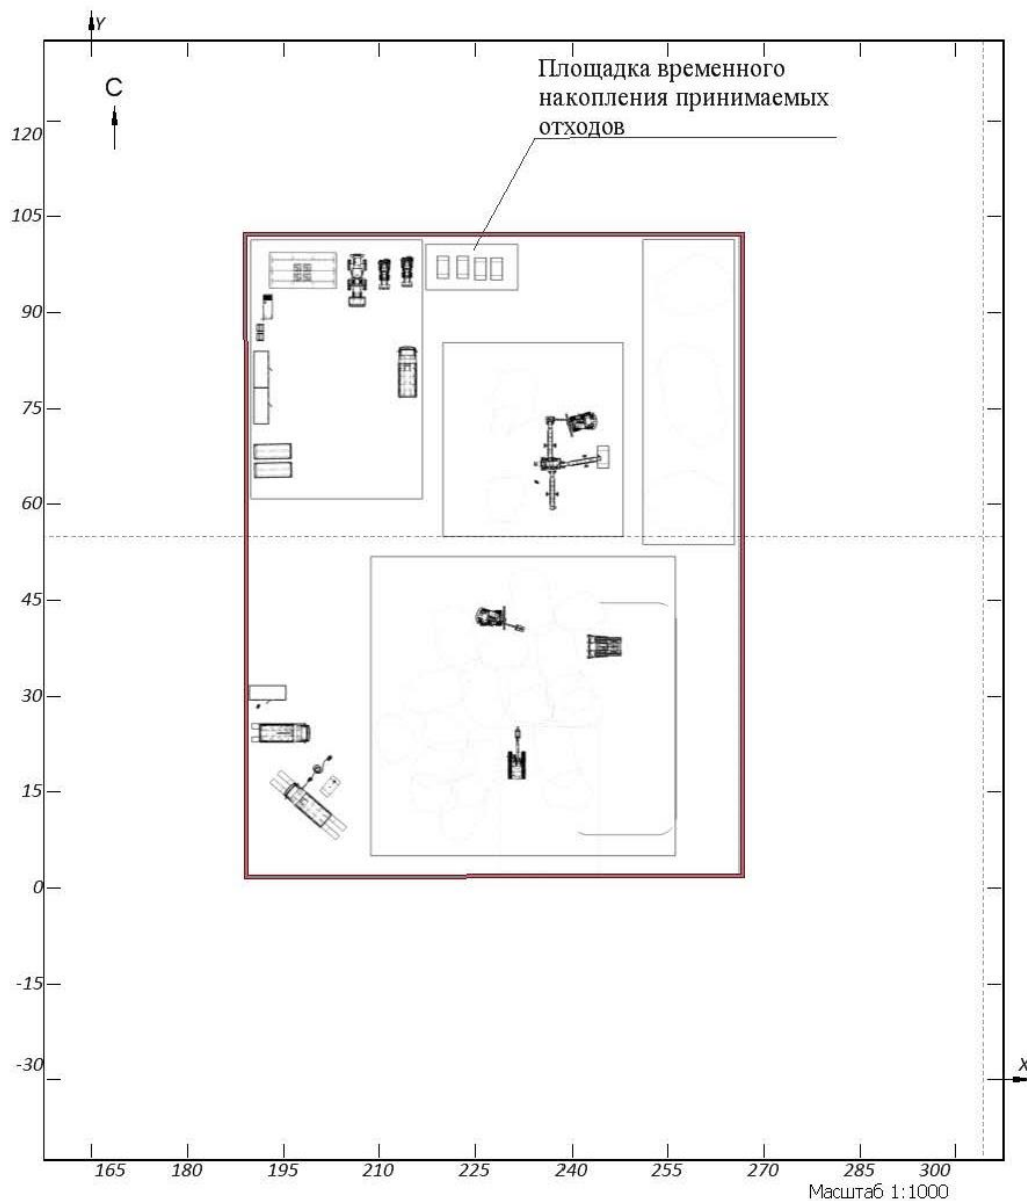 Y
С
Площадка временного
накопления принимаемых
отходов
120
105
90
75
60
45
30
15
0
-15
-30
X
165 180 195 210 225 240 255 270 285 300
Масштаб 1:1000